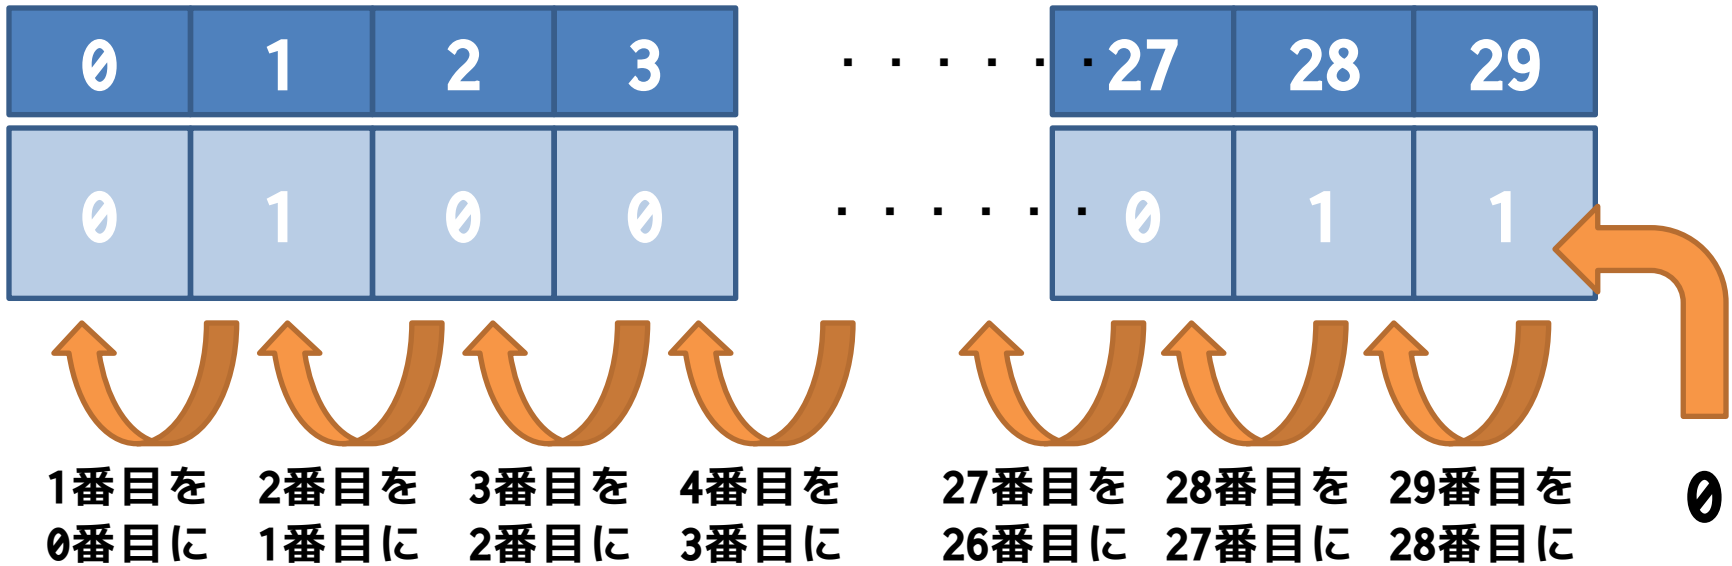 0 1 2 3 ・・・・・・ 27 28 29
0 1 0 0 ・・・・・・ 0 1 1
1番目を 2番目を 3番目を 4番目を 27番目を 28番目を 29番目を
0番目に 1番目に 2番目に 3番目に 26番目に 27番目に 28番目に
0